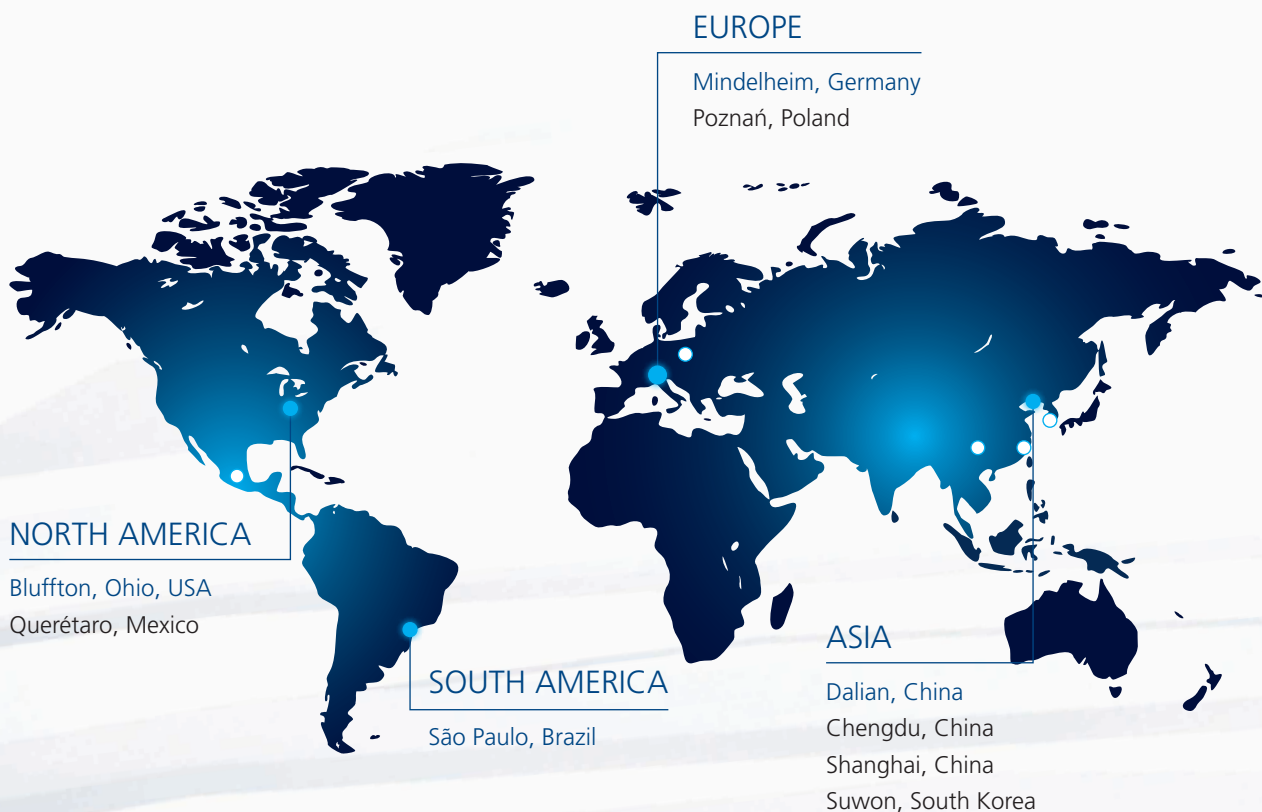 EUROPE
Mindelheim, Germany
Poznań, Poland
NORTH AMERICA
Bluffton, Ohio, USA
Querétaro, Mexico
SOUTH AMERICA
São Paulo, Brazil
ASIA
Dalian, China
Chengdu, China
Shanghai, China
Suwon, South Korea